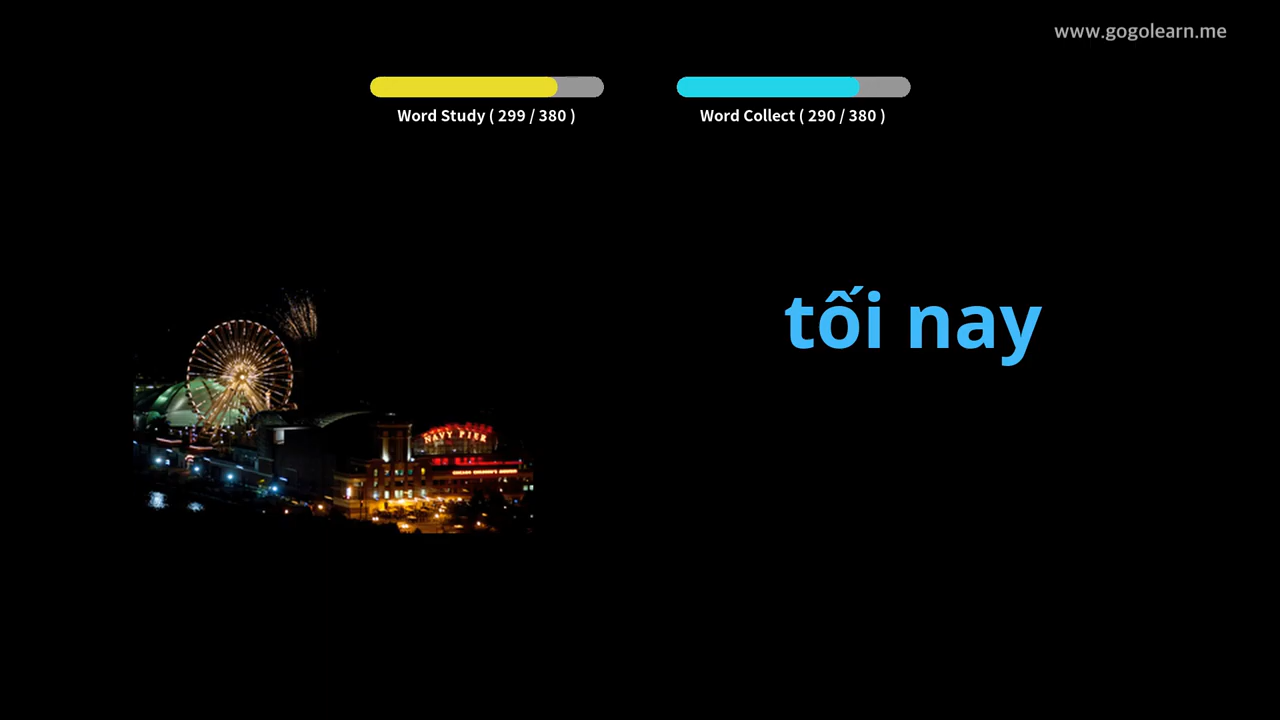 www.gogolearn.me
Word Study ( 299 / 380 )
Word Collect ( 290 / 380 )
tối nay
NAVY PIER